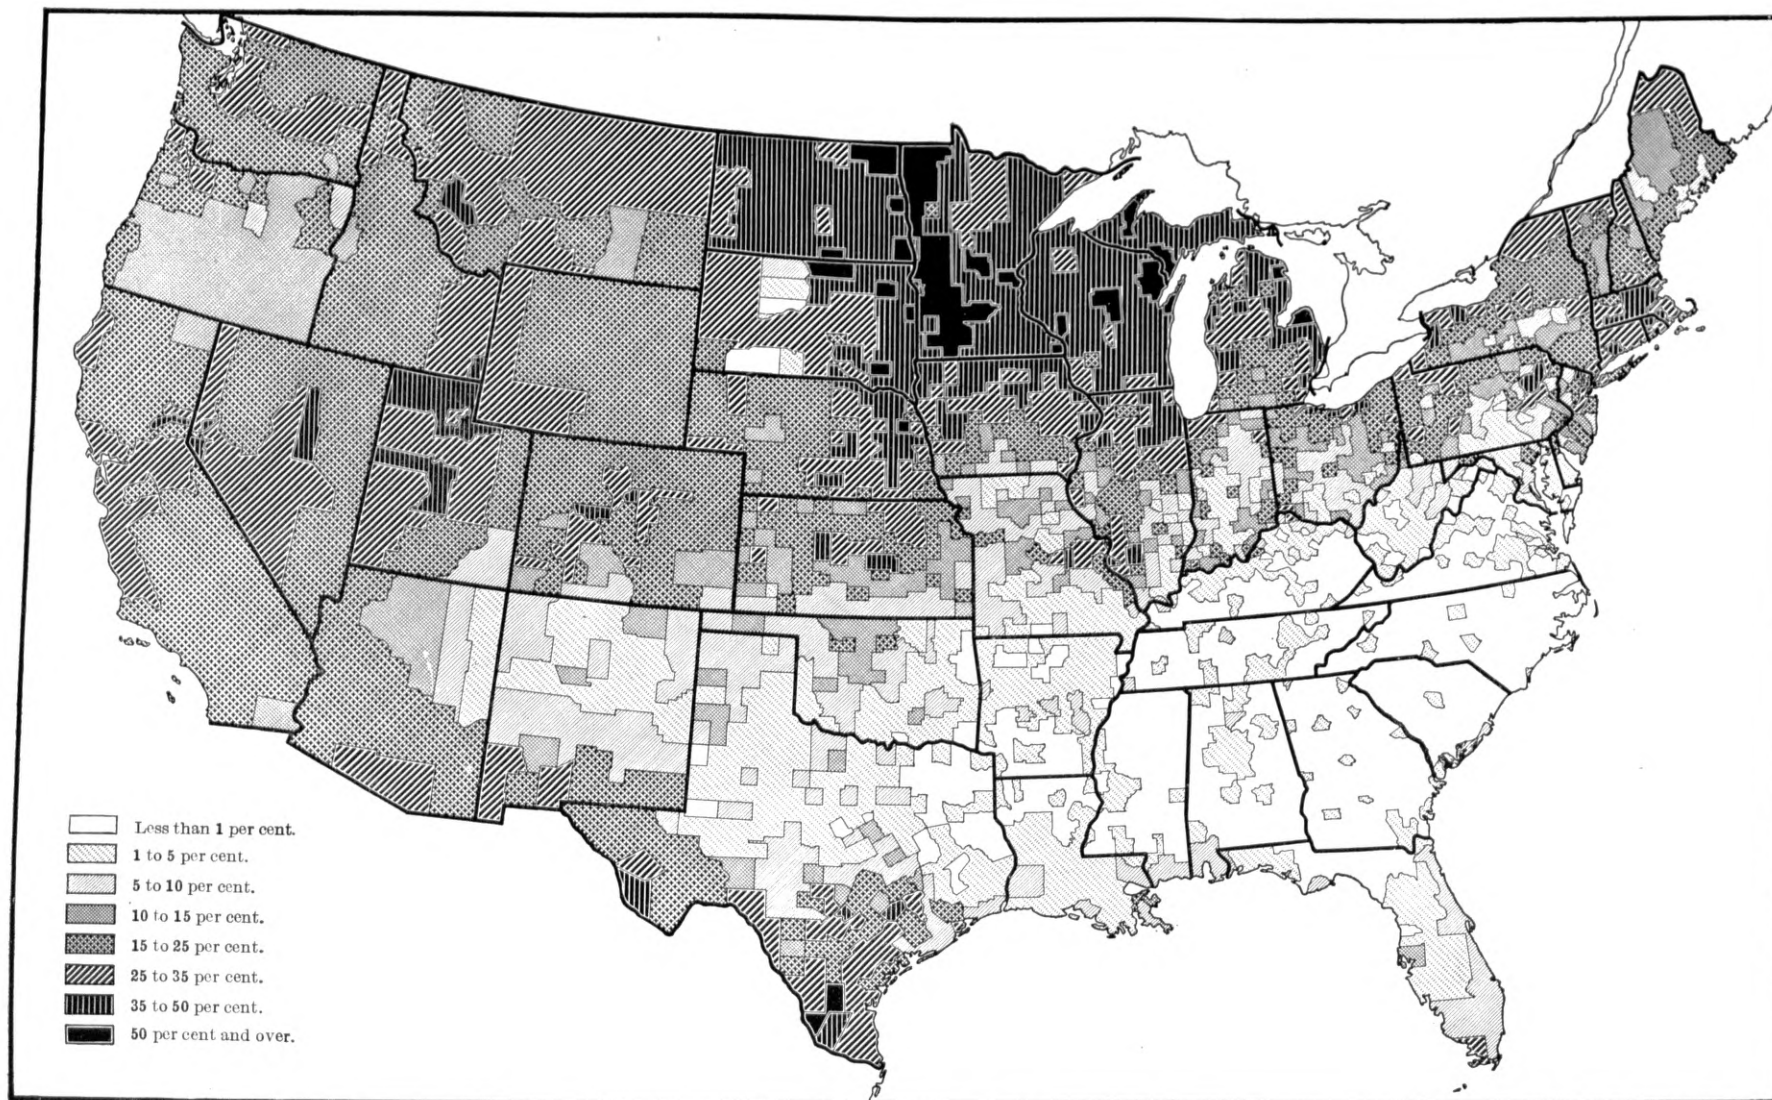 Less than 1 per cent.
1 to 5 per cent.
5 to 10 per cent.
10 to 15 per cent.
15 to 25 per cent.
25 to 35 per cent.
35 to 50 per cent.
50 per cent and over.